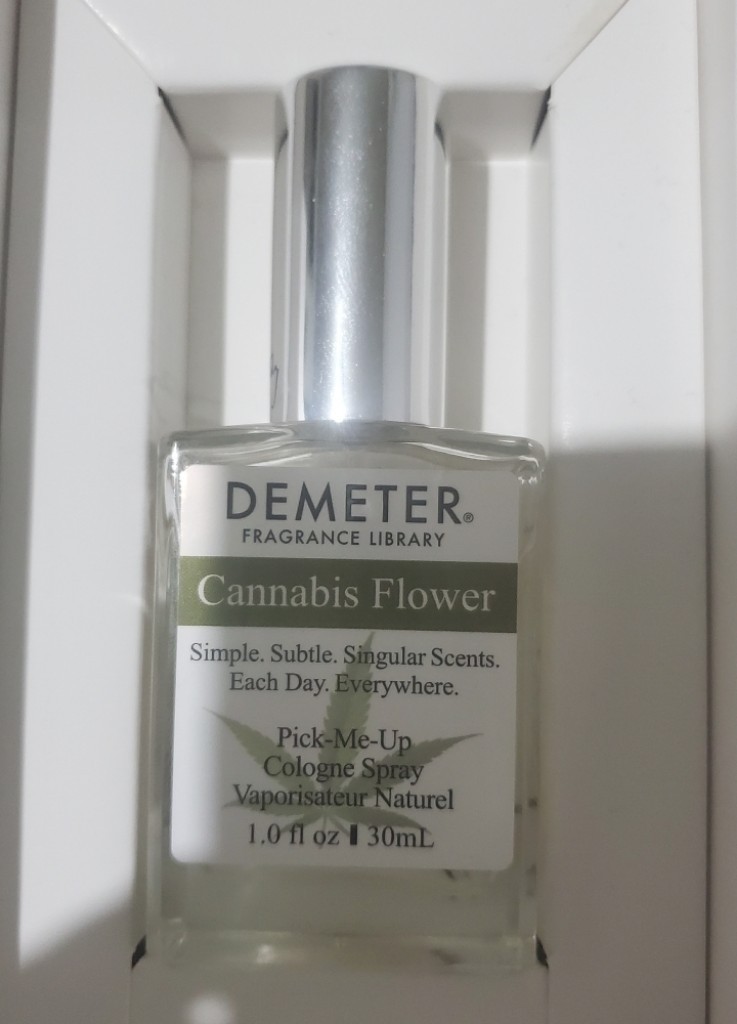 DEMETER®
FRAGRANCE LIBRARY
Cannabis Flower
Simple. Subtle. Singular Scents.
Each Day. Everywhere.
Pick-Me-Up
Cologne Spray
Vaporisateur Naturel
1.0 fl oz ▮ 30mL